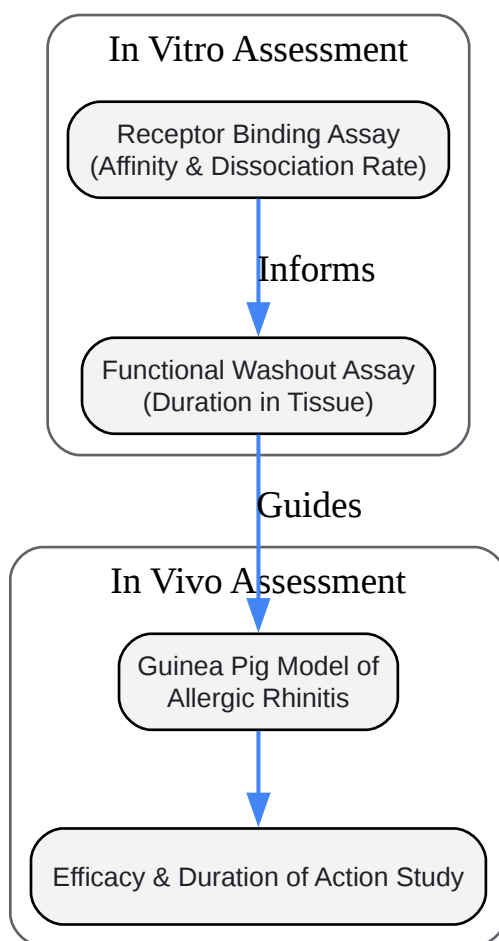 In Vitro Assessment
Receptor Binding Assay
(Affinity & Dissociation Rate)
Informs
Functional Washout Assay
(Duration in Tissue)
Guides
In Vivo Assessment
Guinea Pig Model of
Allergic Rhinitis
Efficacy & Duration of Action Study